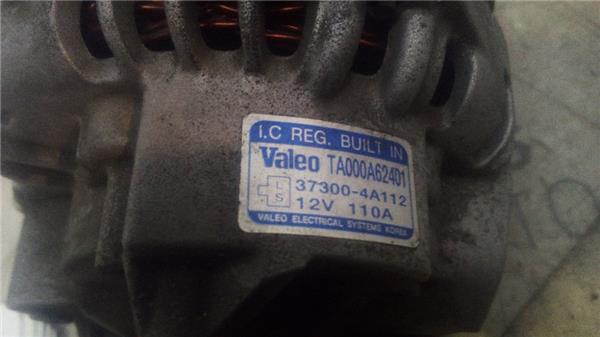 I.C REG. BUILT IN
Valeo TA000A62401
L S 37300-4A112
12V 110A
VALEO ELECTRICAL SYSTEMS KOREA